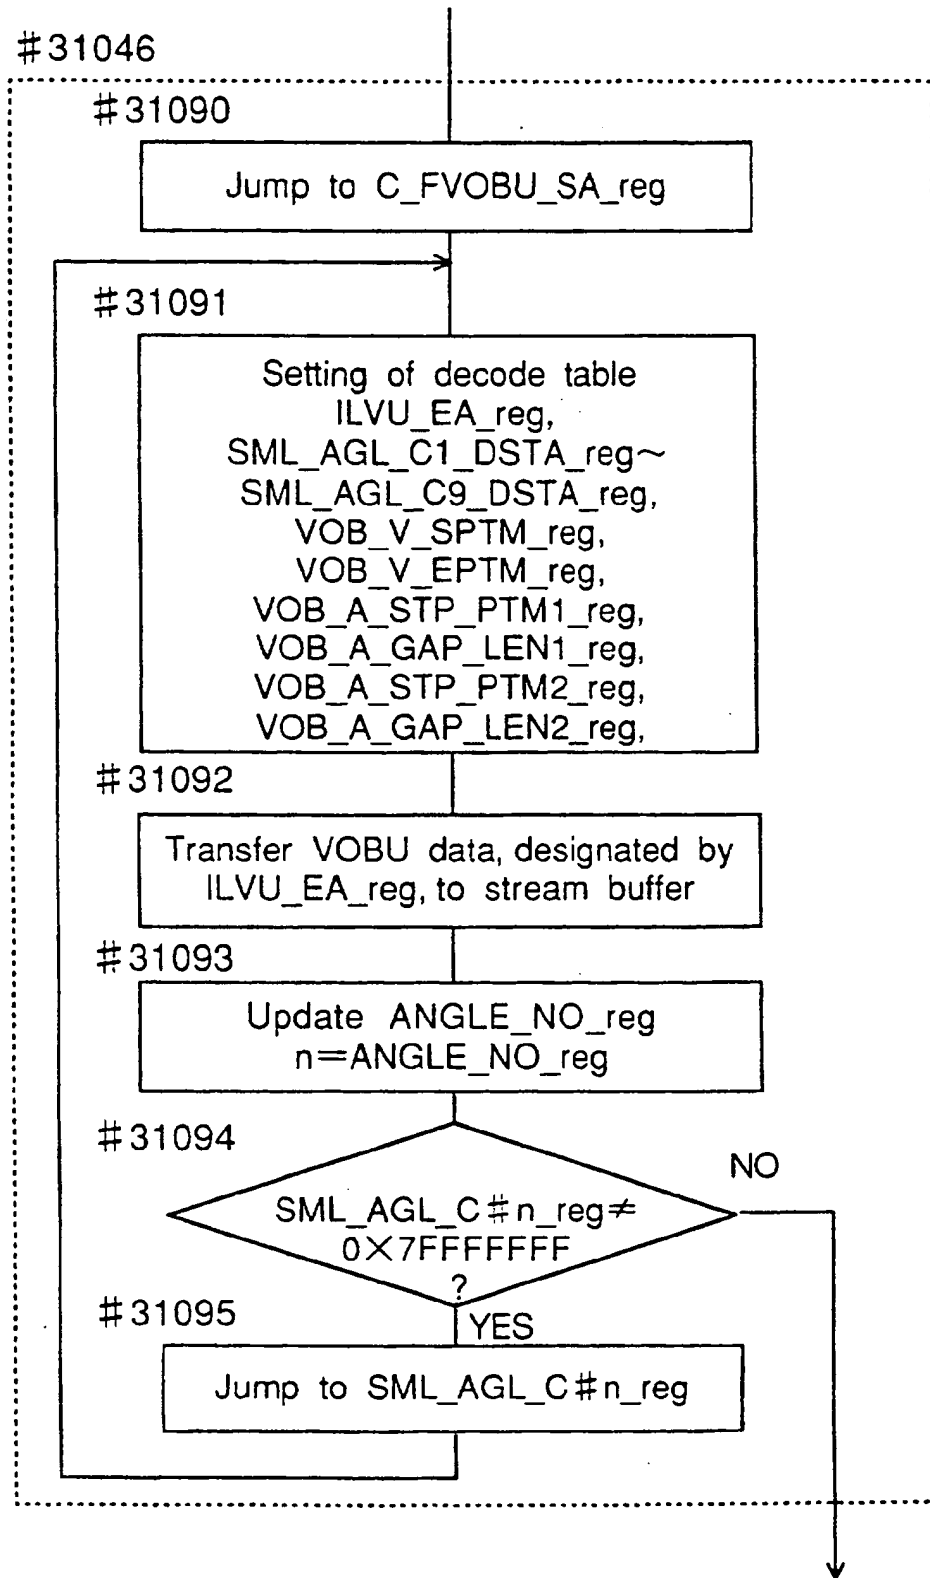 #31046
#31090
Jump to C_FVOBU_SA_reg
#31091
Setting of decode table
ILVU_EA_reg,
SML_AGL_C1_DSTA_reg~
SML_AGL_C9_DSTA_reg,
VOB_V_SPTM_reg,
VOB_V_EPTM_reg,
VOB_A_STP_PTM1_reg,
VOB_A_GAP_LEN1_reg,
VOB_A_STP_PTM2_reg,
VOB_A_GAP_LEN2_reg,
#31092
Transfer VOBU data, designated by
ILVU_EA_reg, to stream buffer
#31093
Update ANGLE_NO_reg
n=ANGLE_NO_reg
#31094
NO
SML_AGL_C#n_reg≠
0×7FFFFFFF
?
#31095
YES
Jump to SML_AGL_C#n_reg